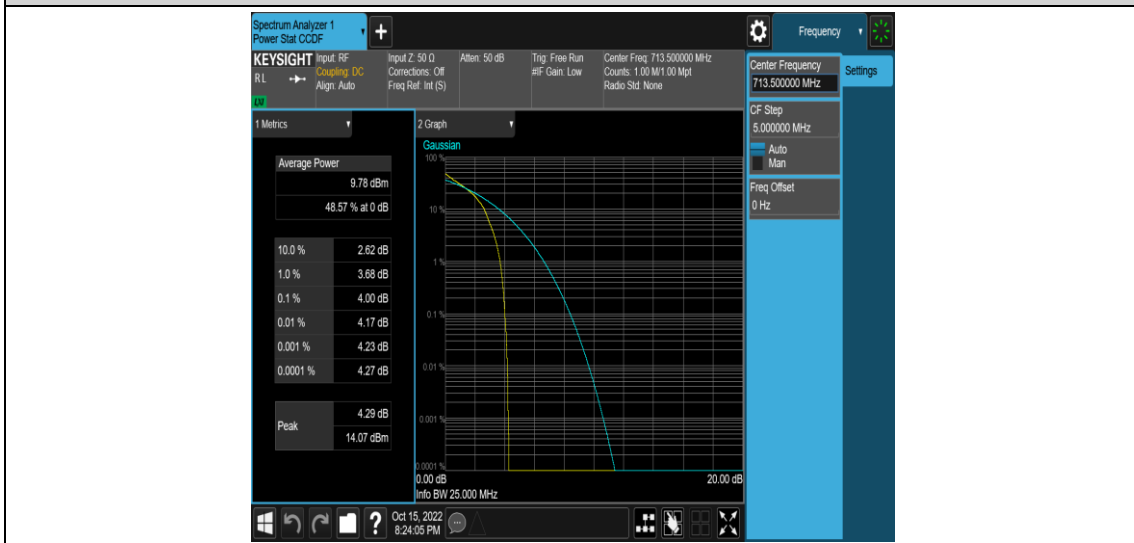 Spectrum Analyzer 1
Power Stat CCDF
+
Frequency
KEYSIGHT
RL
LXI
Input: RF
Coupling: DC
Align: Auto
Input Z: 50 Ω
Corrections: Off
Freq Ref: Int (S)
Atten: 50 dB
Trig: Free Run
#IF Gain: Low
Center Freq: 713.500000 MHz
Counts: 1.00 M/1.00 Mpt
Radio Std: None
Center Frequency
713.500000 MHz
Settings
CF Step
5.000000 MHz
Auto
Man
Freq Offset
0 Hz
1 Metrics
Average Power
9.78 dBm
48.57 % at 0 dB
10.0 % 2.62 dB
1.0 % 3.68 dB
0.1 % 4.00 dB
0.01 % 4.17 dB
0.001 % 4.23 dB
0.0001 % 4.27 dB
Peak
4.29 dB
14.07 dBm
2 Graph
Gaussian
100 %
10 %
1 %
0.1 %
0.01 %
0.001 %
0.0001 %
0.00 dB
20.00 dB
Info BW 25.000 MHz
?
Oct 15, 2022
8:24:05 PM